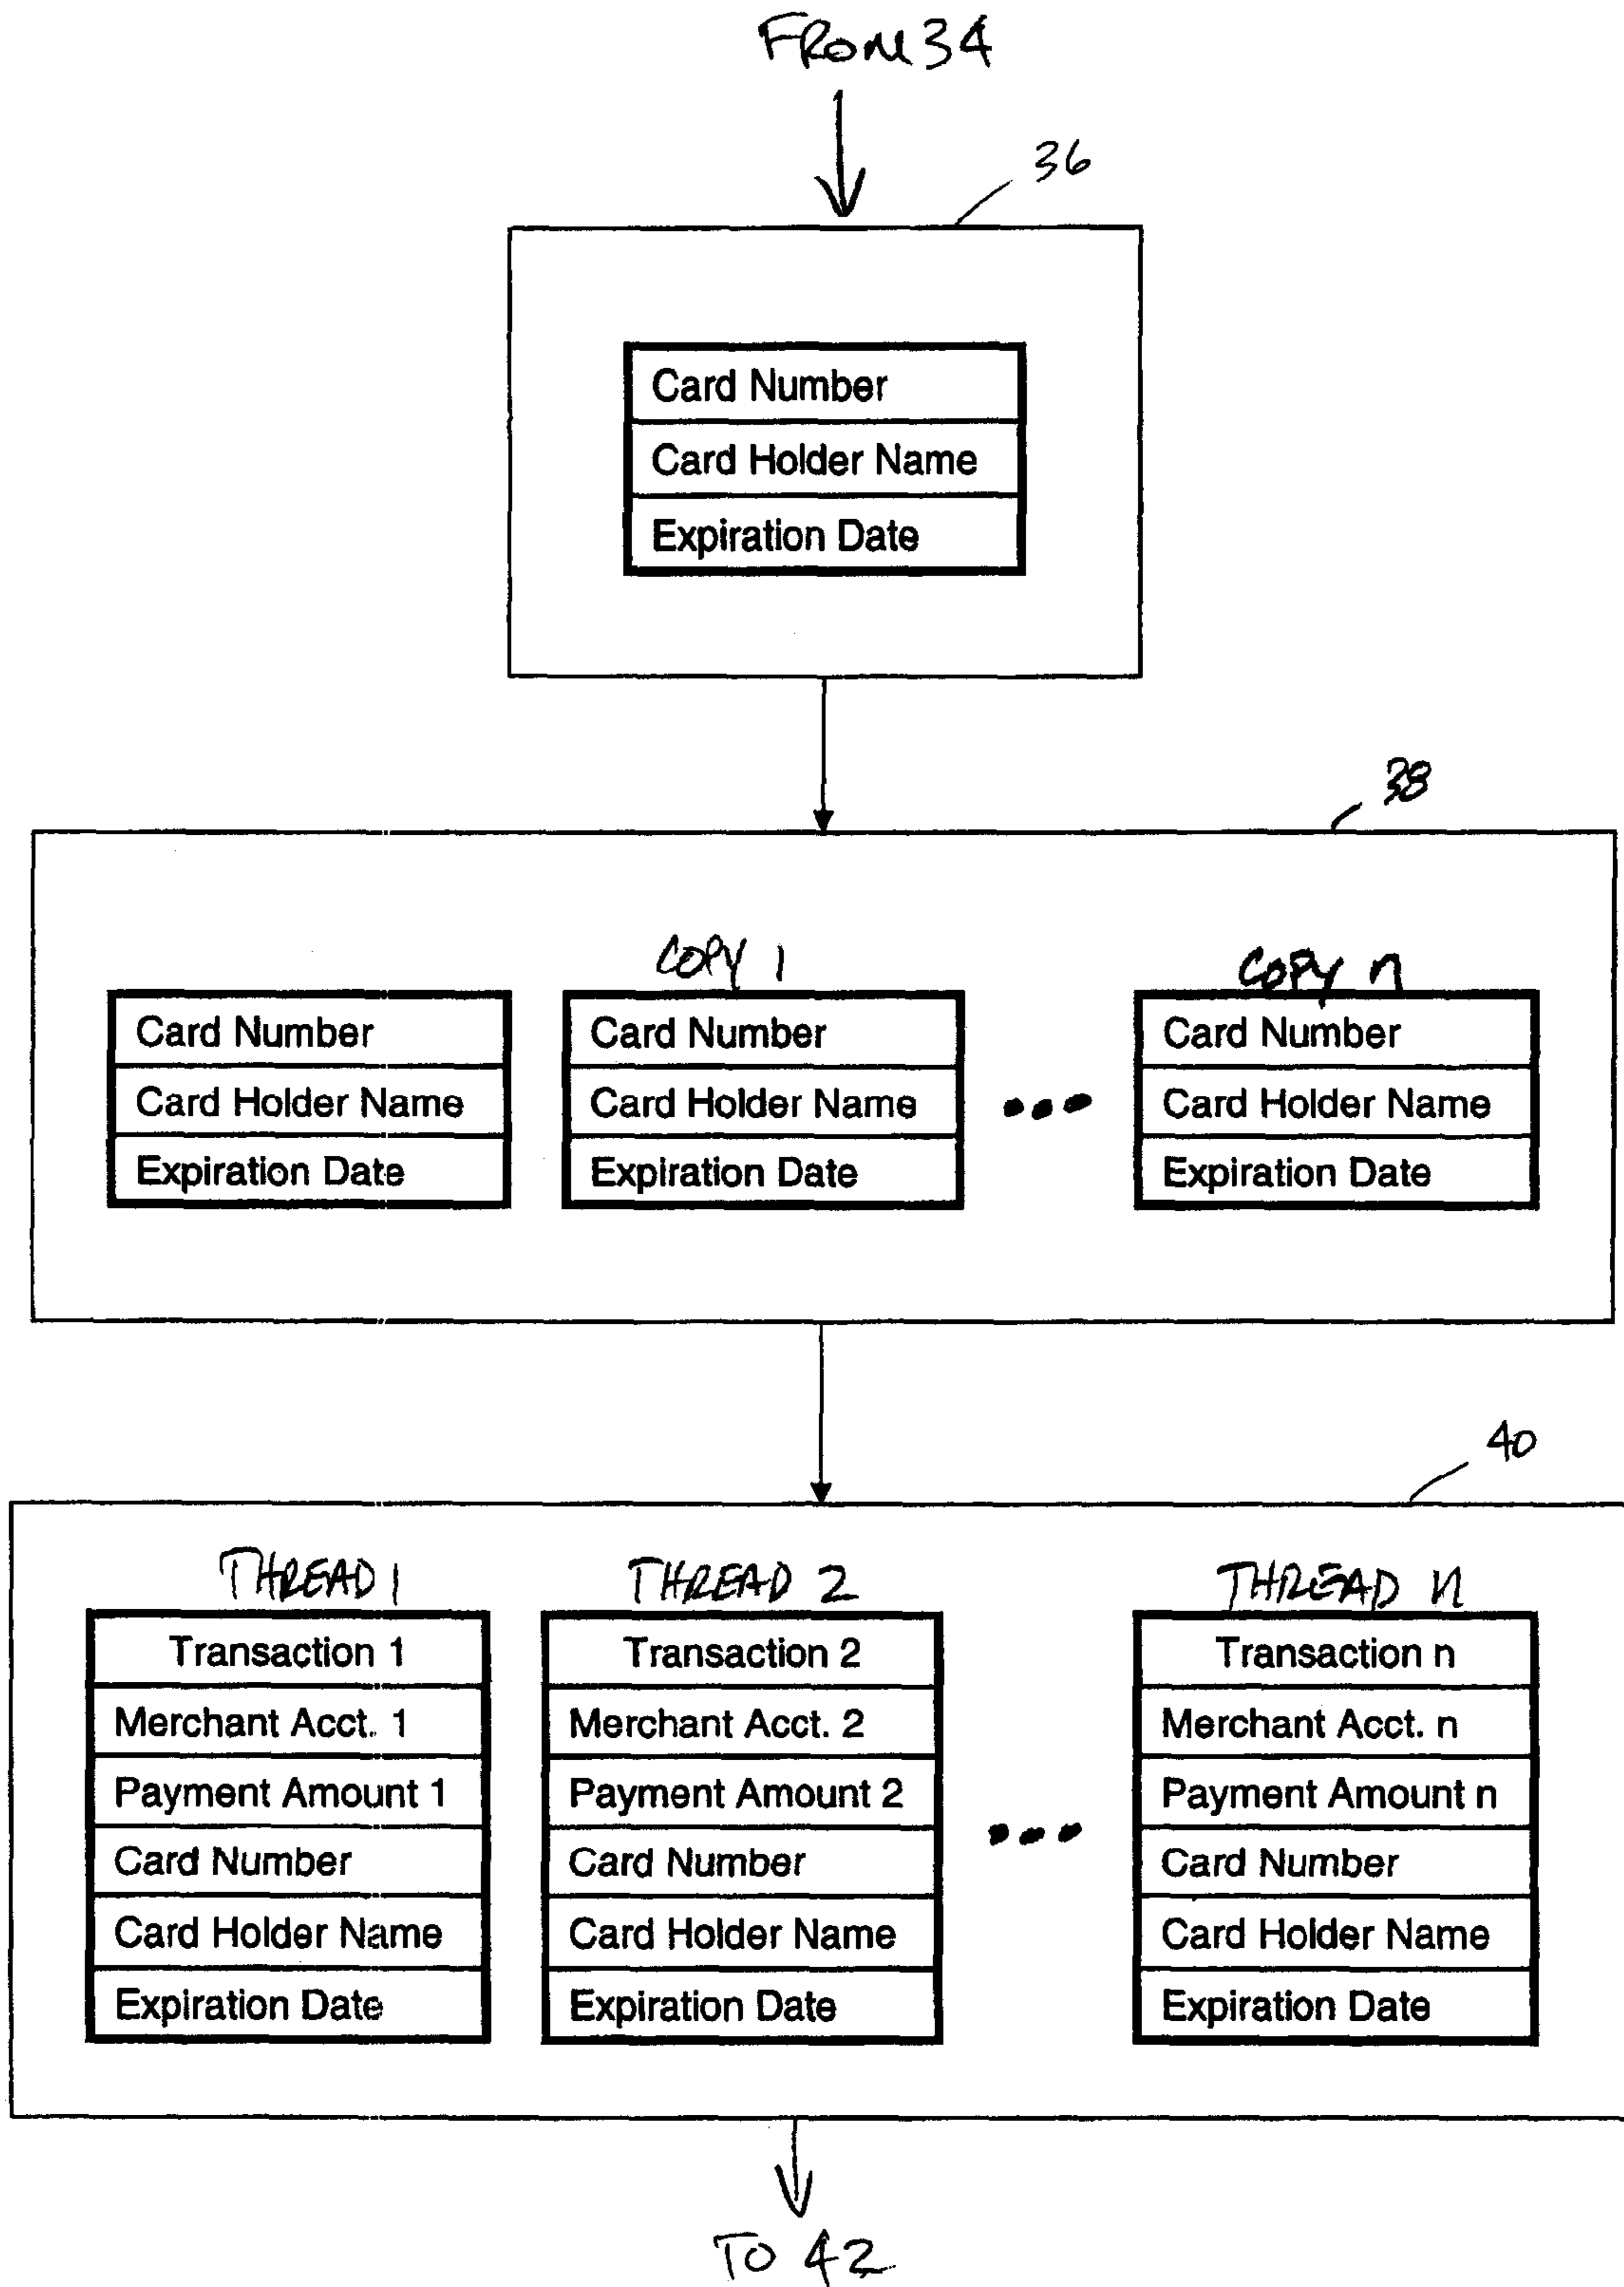 FROM 34
36
Card Number
Card Holder Name
Expiration Date
38
COPY 1
COPY n
Card Number
Card Holder Name
Expiration Date
Card Number
Card Holder Name
Expiration Date
Card Number
Card Holder Name
Expiration Date
40
THREAD 1
THREAD 2
THREAD n
Transaction 1
Merchant Acct. 1
Payment Amount 1
Card Number
Card Holder Name
Expiration Date
Transaction 2
Merchant Acct. 2
Payment Amount 2
Card Number
Card Holder Name
Expiration Date
Transaction n
Merchant Acct. n
Payment Amount n
Card Number
Card Holder Name
Expiration Date
TO 42